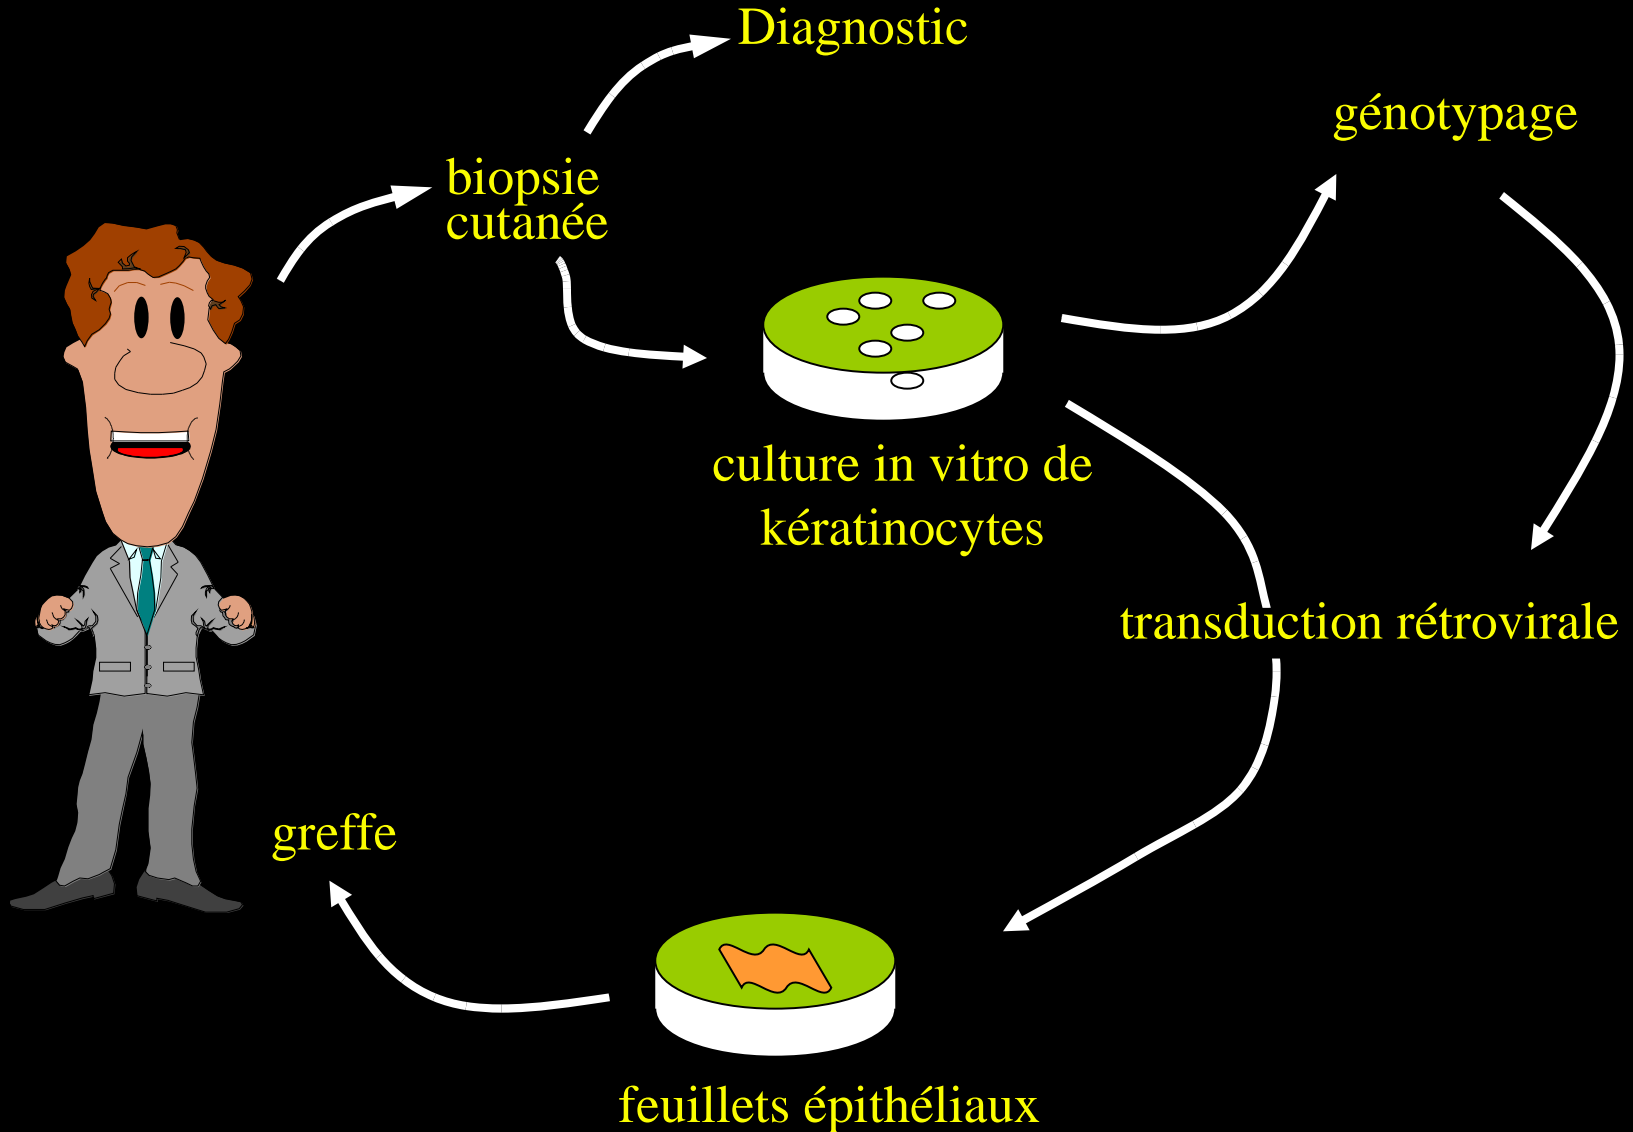 Diagnostic
génotypage
biopsie
cutanée
culture in vitro de
kératinocytes
transduction rétrovirale
greffe
feuillets épithéliaux